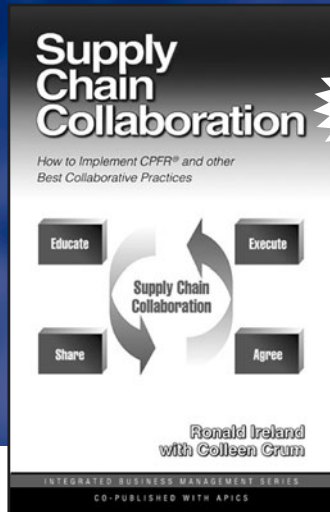 Supply
Chain
Collaboration
How to Implement CPFR® and other
Best Collaborative Practices
Educate
Execute
Supply Chain
Collaboration
Share
Agree
Ronald Ireland
with Colleen Crum
INTEGRATED BUSINESS MANAGEMENT SERIES
CO-PUBLISHED WITH APICS